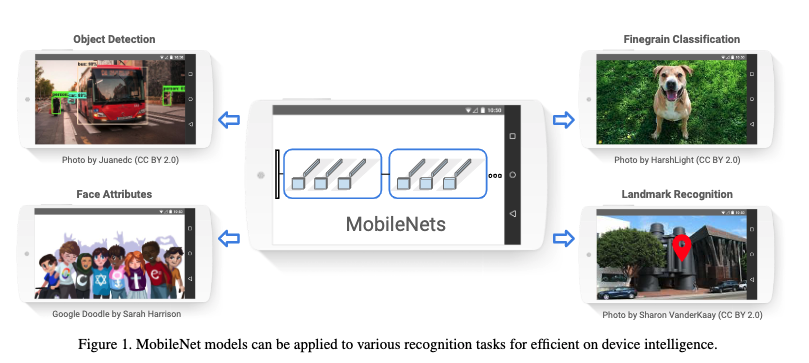 Object Detection
Finegrain Classification
bus: 98%
10:30
Photo by Juanedc (CC BY 2.0)
Photo by HarshLight (CC BY 2.0)
Face Attributes
Landmark Recognition
MobileNets
Google Doodle by Sarah Harrison
Photo by Sharon VanderKaay (CC BY 2.0)
Figure 1. MobileNet models can be applied to various recognition tasks for efficient on device intelligence.